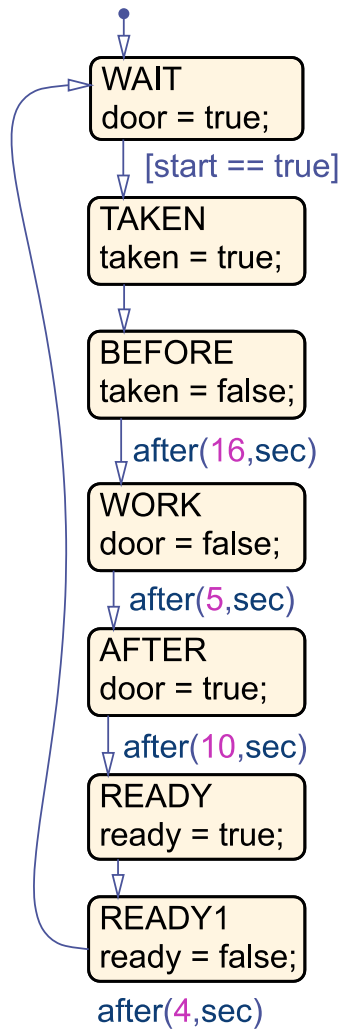 WAIT
door = true;
[start == true]
TAKEN
taken = true;
BEFORE
taken = false;
after(16,sec)
WORK
door = false;
after(5,sec)
AFTER
door = true;
after(10,sec)
READY
ready = true;
READY1
ready = false;
after(4,sec)